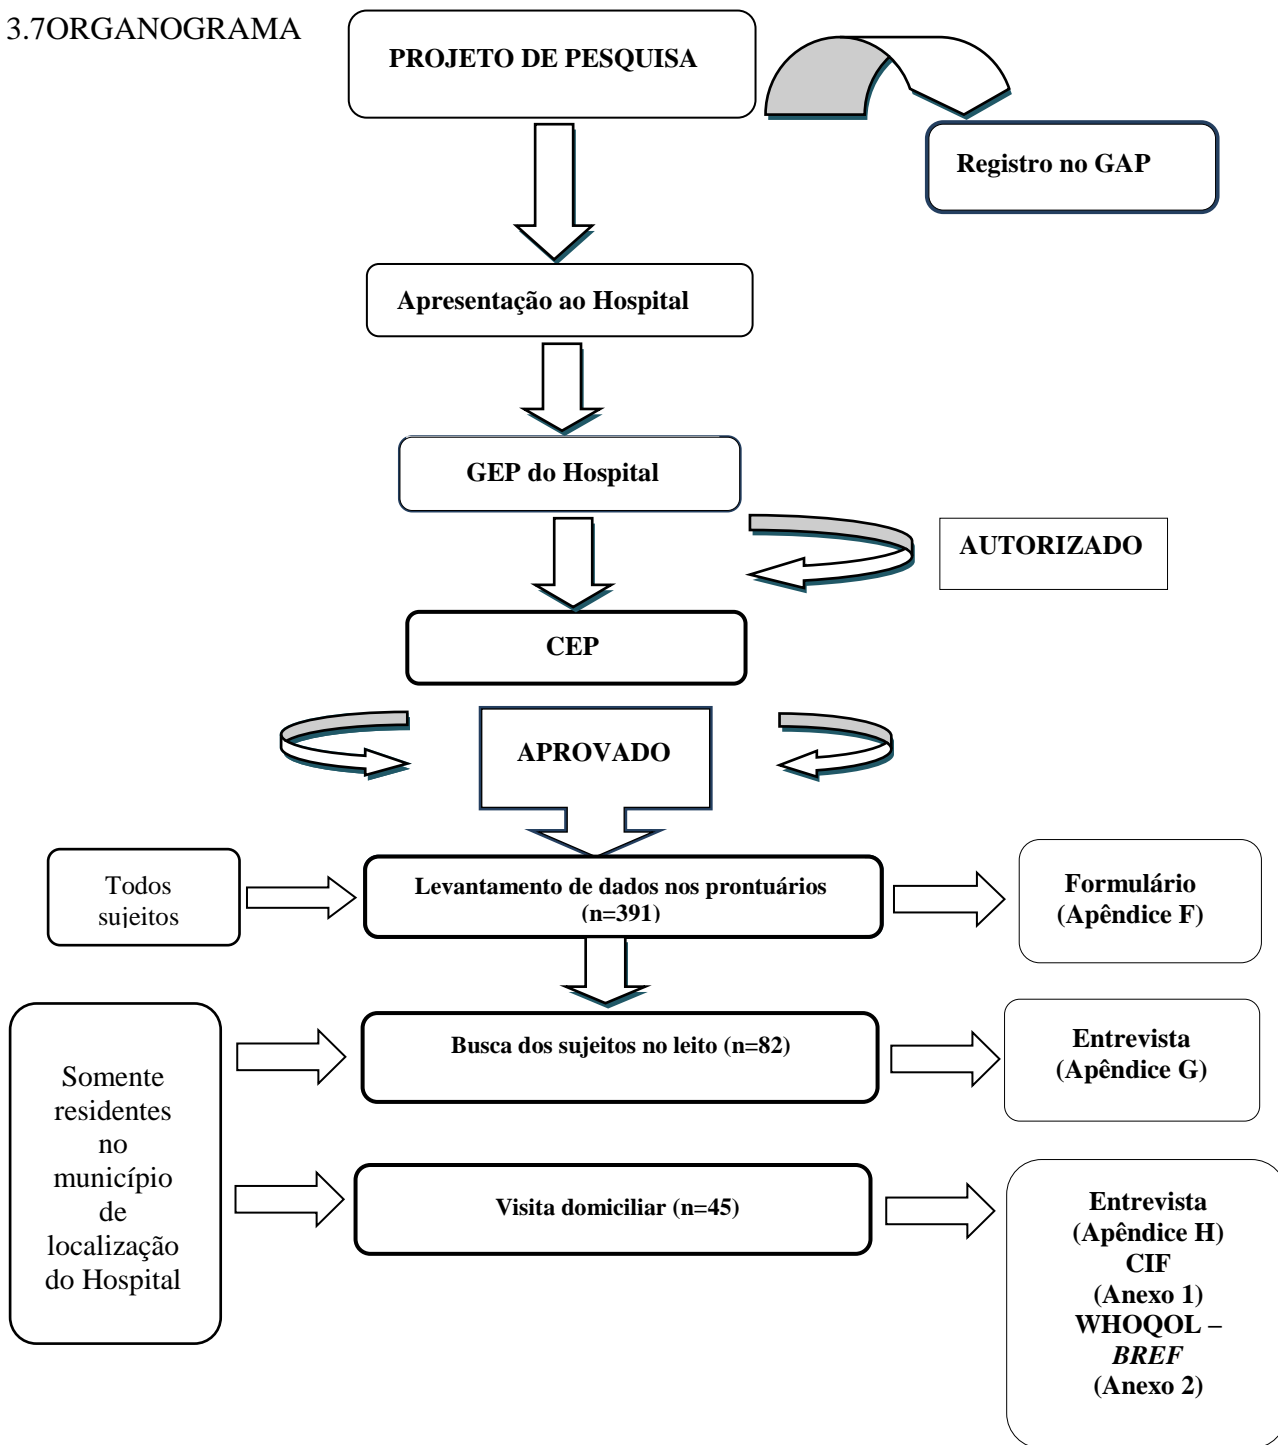 3.7ORGANOGRAMA
PROJETO DE PESQUISA
Registro no GAP
Apresentação ao Hospital
GEP do Hospital
AUTORIZADO
CEP
APROVADO
Todos
sujeitos
Levantamento de dados nos prontuários
(n=391)
Formulário
(Apêndice F)
Somente
residentes
no
município
de
localização
do Hospital
Busca dos sujeitos no leito (n=82)
Entrevista
(Apêndice G)
Visita domiciliar (n=45)
Entrevista
(Apêndice H)
CIF
(Anexo 1)
WHOQOL –
BREF
(Anexo 2)